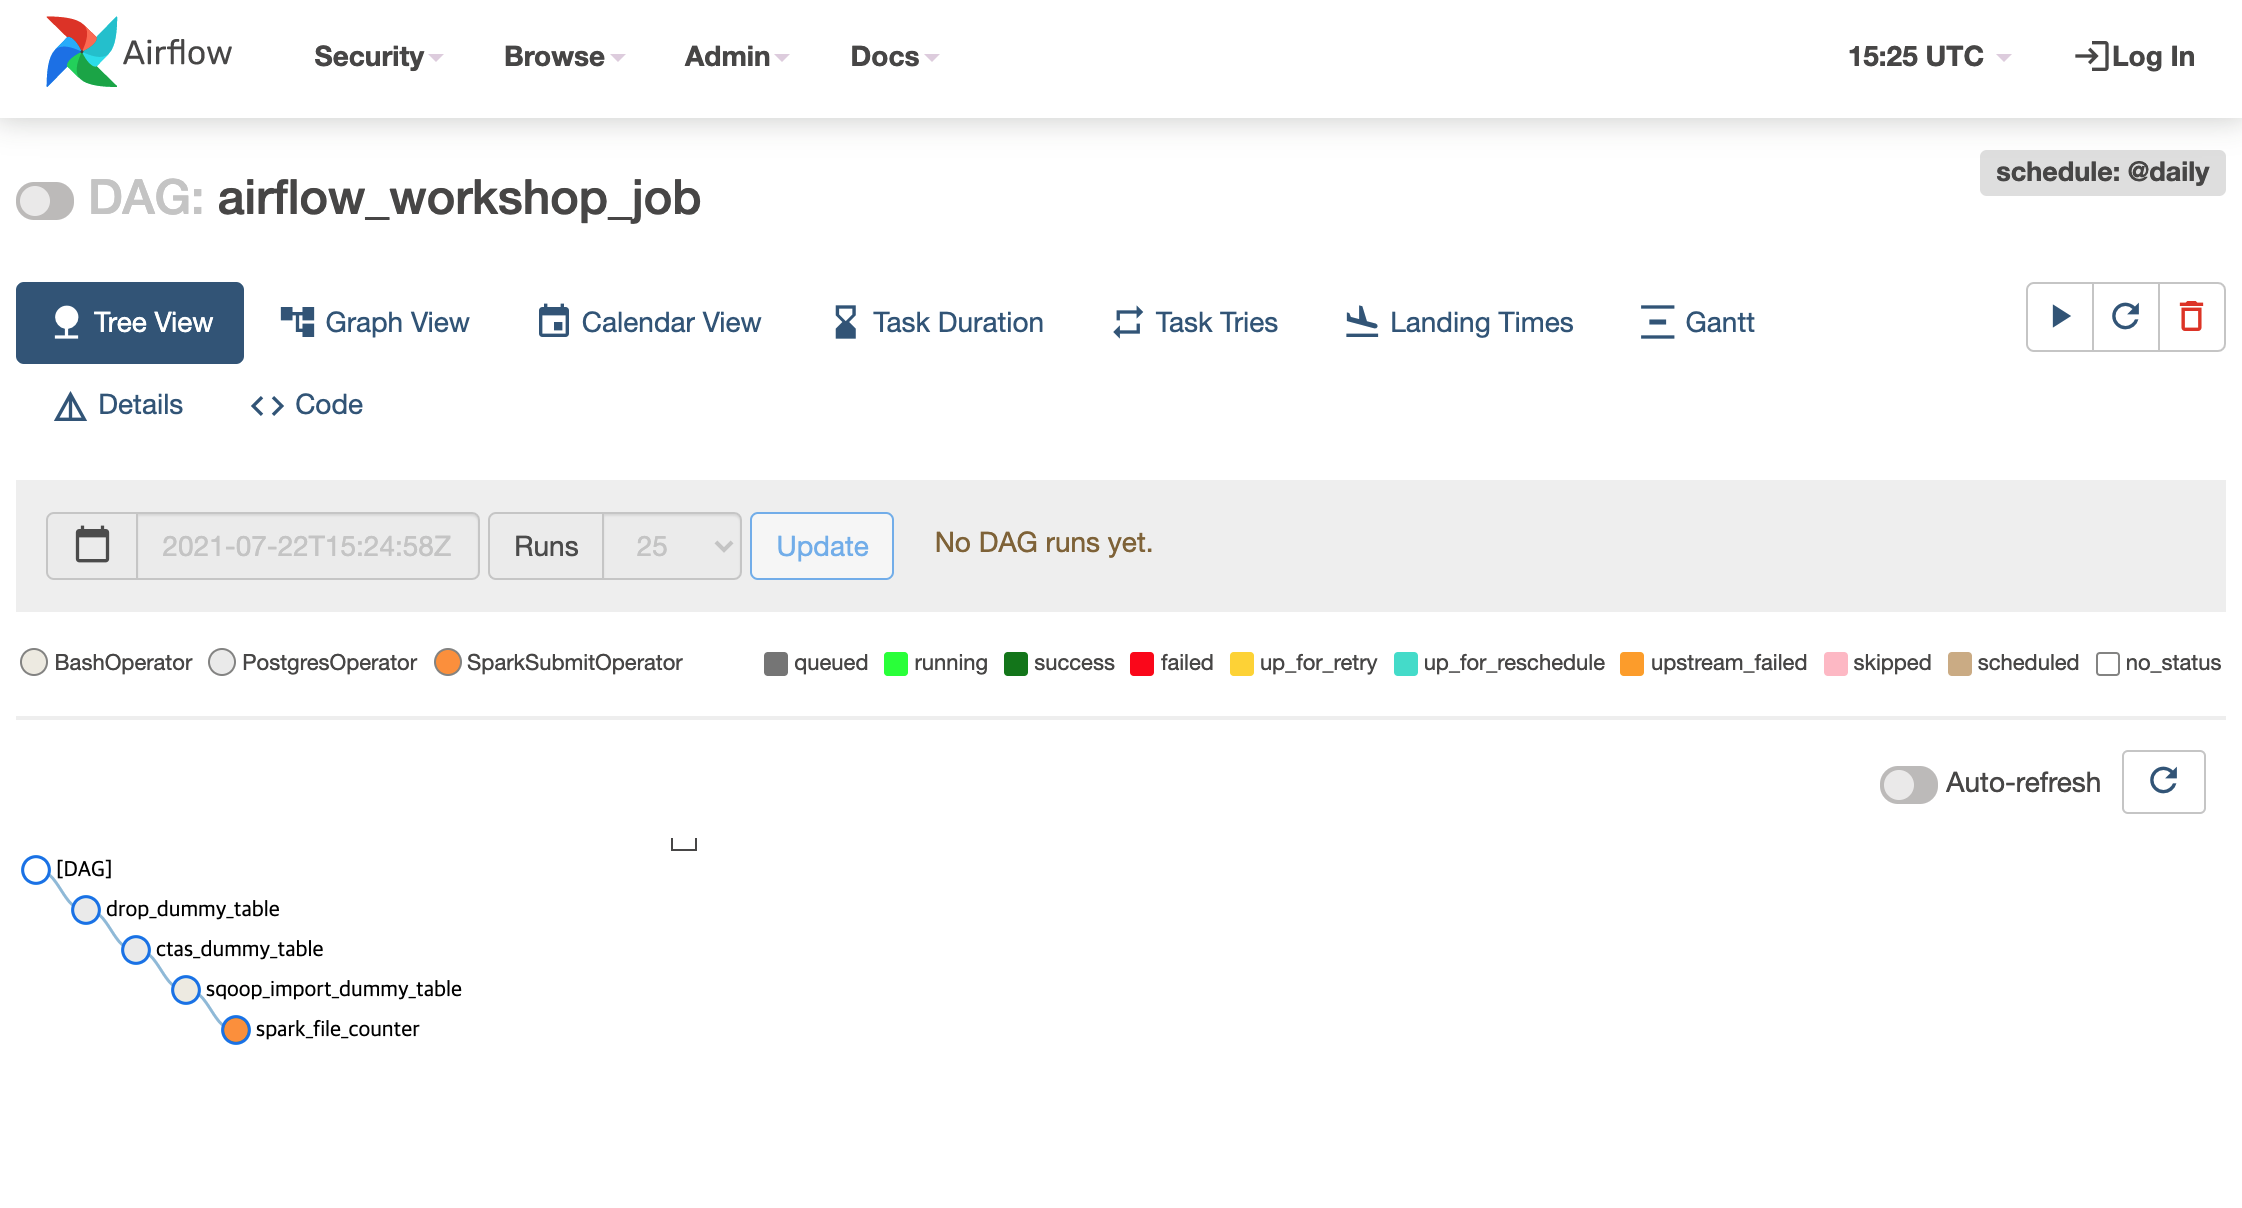 Airflow Security Browse Admin Docs 15:25 UTC Log In
schedule: @daily
DAG: airflow_workshop_job
Tree View Graph View Calendar View Task Duration Task Tries Landing Times Gantt
Details Code
2021-07-22T15:24:58Z Runs 25 Update No DAG runs yet.
BashOperator PostgresOperator SparkSubmitOperator queued running success failed up_for_retry up_for_reschedule upstream_failed skipped scheduled no_status
Auto-refresh
[DAG]
drop_dummy_table
ctas_dummy_table
sqoop_import_dummy_table
spark_file_counter